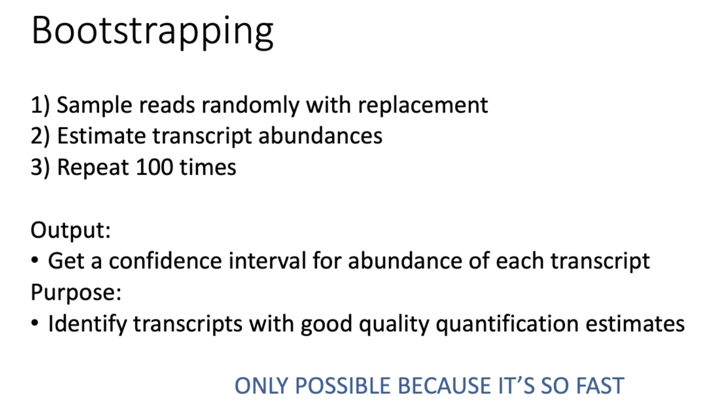 Bootstrapping
1) Sample reads randomly with replacement
2) Estimate transcript abundances
3) Repeat 100 times
Output:
• Get a confidence interval for abundance of each transcript
Purpose:
• Identify transcripts with good quality quantification estimates
ONLY POSSIBLE BECAUSE IT’S SO FAST